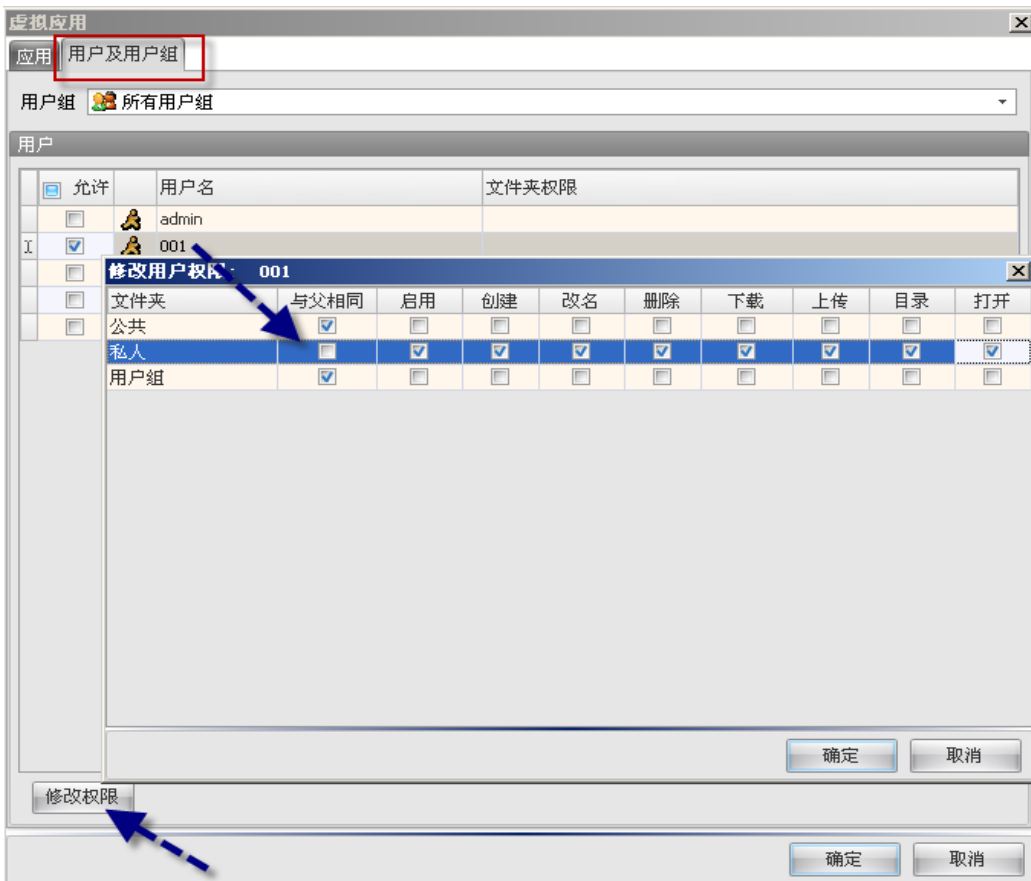 虚拟应用
应用 用户及用户组
用户组 所有用户组
用户
允许 用户名 文件夹权限
admin
001
修改用户权限: 001
文件夹 与父相同 启用 创建 改名 删除 下载 上传 目录 打开
公共
私人
用户组
确定 取消
修改权限
确定 取消